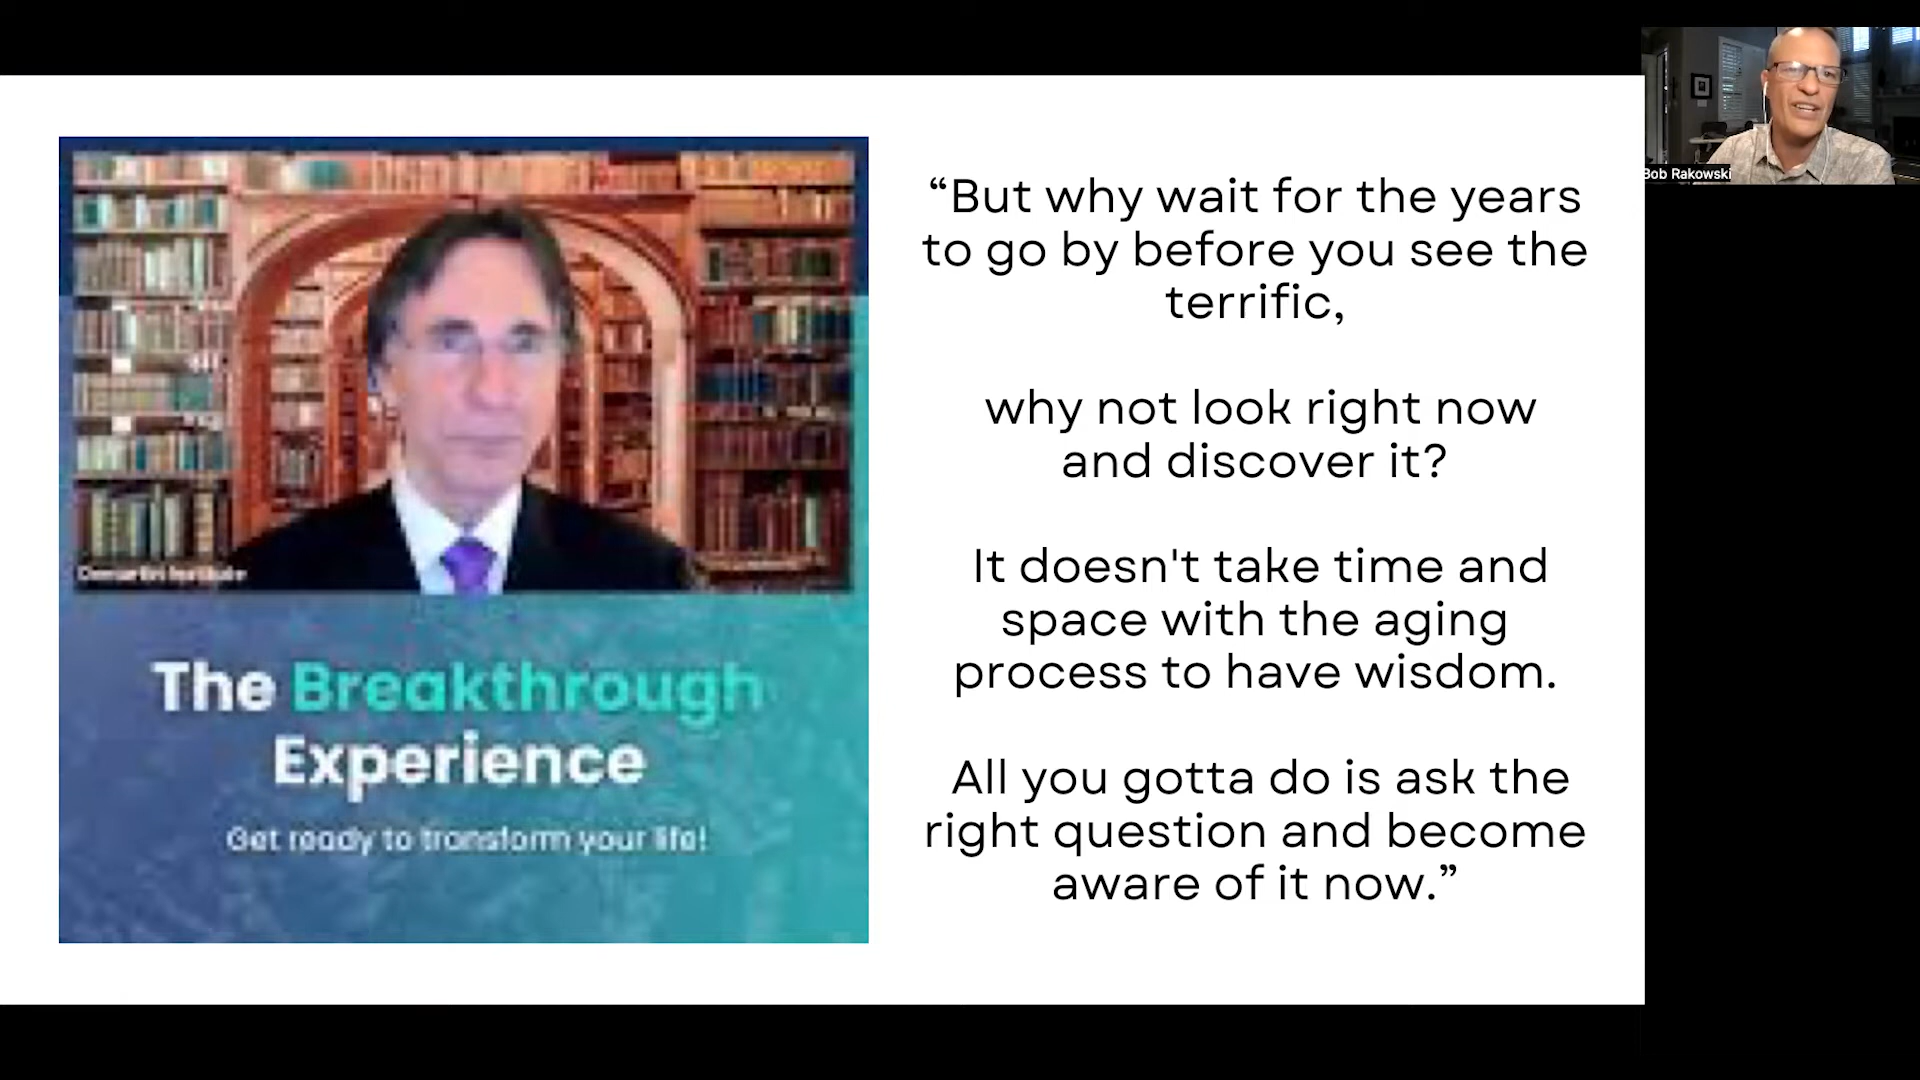 Bob Rakowski
“But why wait for the years
to go by before you see the
terrific,
why not look right now
and discover it?
It doesn't take time and
space with the aging
process to have wisdom.
All you gotta do is ask the
right question and become
aware of it now.”
Demartini Institute
The Breakthrough
Experience
Get ready to transform your life!